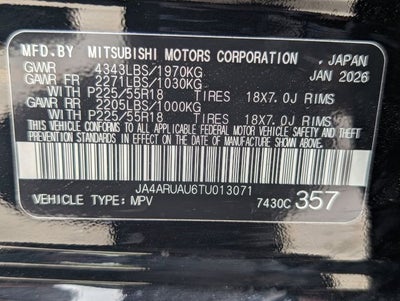 MFD.BY MITSUBISHI MOTORS CORPORATION , JAPAN
GVWR 4343LBS/1970KG JAN 2026
GAWR FR 2271LBS/1030KG
WITH P225/55R18 TIRES 18X7.0J RIMS
GAWR RR 2205LBS/1000KG
WITH P225/55R18 TIRES 18X7.0J RIMS
THIS VEHICLE CONFORMS TO ALL APPLICABLE FEDERAL MOTOR VEHICLE SAFETY, BUMPER, AND THEFT
PREVENTION STANDARDS IN EFFECT ON THE DATE OF MANUFACTURE SHOWN ABOVE.
JA4ARUAU6TU013071
VEHICLE TYPE: MPV 7430C 357